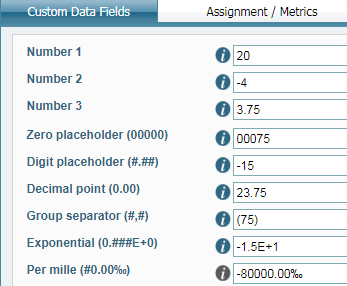 Custom Data Fields Assignment / Metrics
Number 1 20
Number 2 -4
Number 3 3.75
Zero placeholder (00000) 00075
Digit placeholder (#.##) -15
Decimal point (0.00) 23.75
Group separator (#,#) (75)
Exponential (0.###E+0) -1.5E+1
Per mille (#0.00‰) -80000.00‰